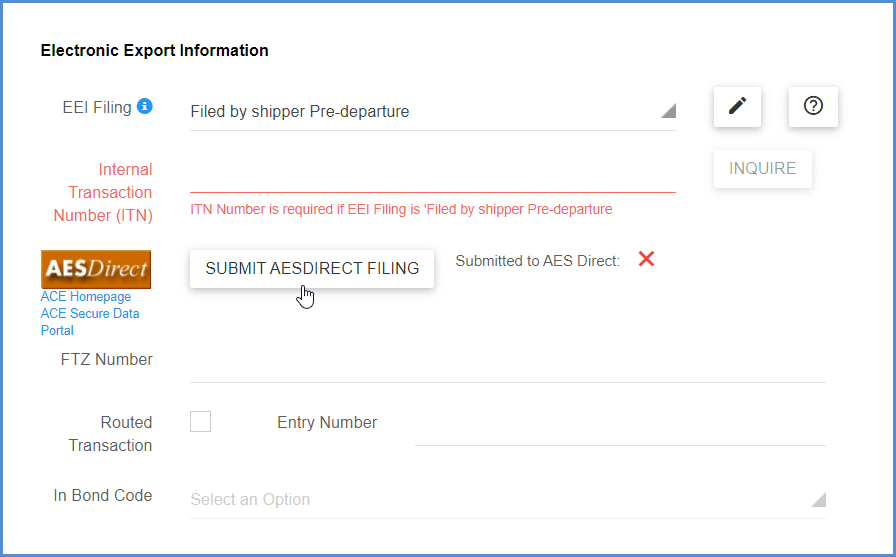 Electronic Export Information
EEI Filing
Filed by shipper Pre-departure
Internal
Transaction
Number (ITN)
INQUIRE
ITN Number is required if EEI Filing is 'Filed by shipper Pre-departure
AESDirect
SUBMIT AESDIRECT FILING
Submitted to AES Direct:
ACE Homepage
ACE Secure Data
Portal
FTZ Number
Routed
Transaction
Entry Number
In Bond Code
Select an Option